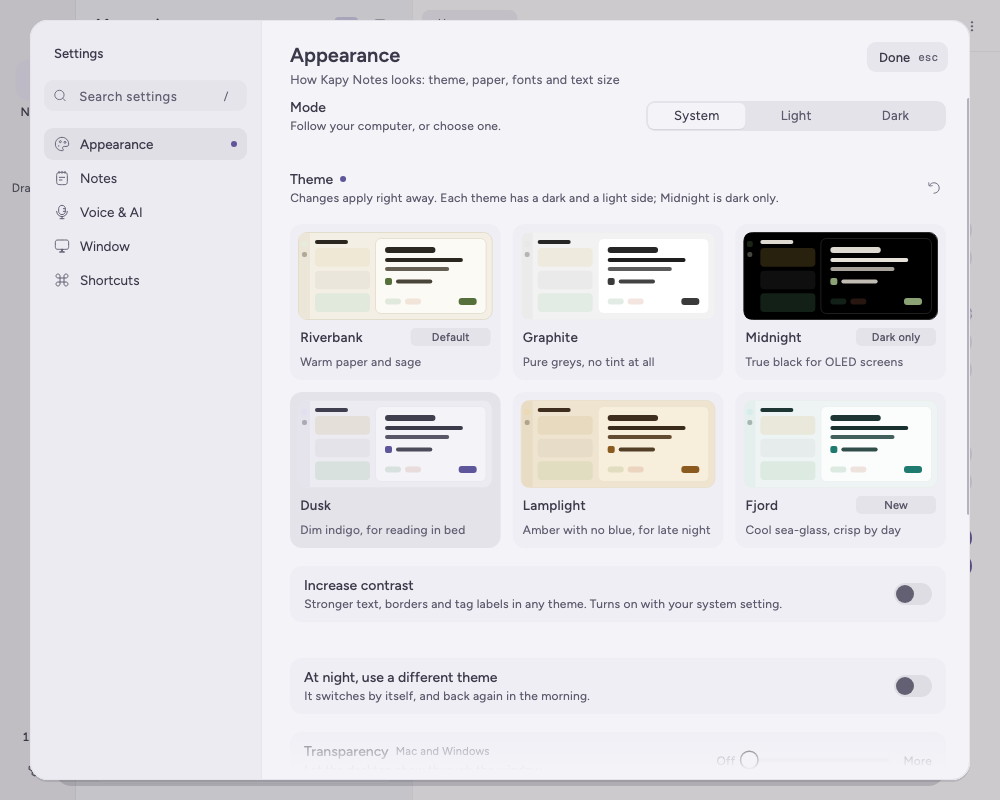 Settings
Search settings /
Appearance
Notes
Voice & AI
Window
Shortcuts
Appearance
How Kapy Notes looks: theme, paper, fonts and text size
Done esc
Mode
Follow your computer, or choose one.
System Light Dark
Theme
Changes apply right away. Each theme has a dark and a light side; Midnight is dark only.
Riverbank Default
Warm paper and sage
Graphite
Pure greys, no tint at all
Midnight Dark only
True black for OLED screens
Dusk
Dim indigo, for reading in bed
Lamplight
Amber with no blue, for late night
Fjord New
Cool sea-glass, crisp by day
Increase contrast
Stronger text, borders and tag labels in any theme. Turns on with your system setting.
At night, use a different theme
It switches by itself, and back again in the morning.
Transparency Mac and Windows
Off More